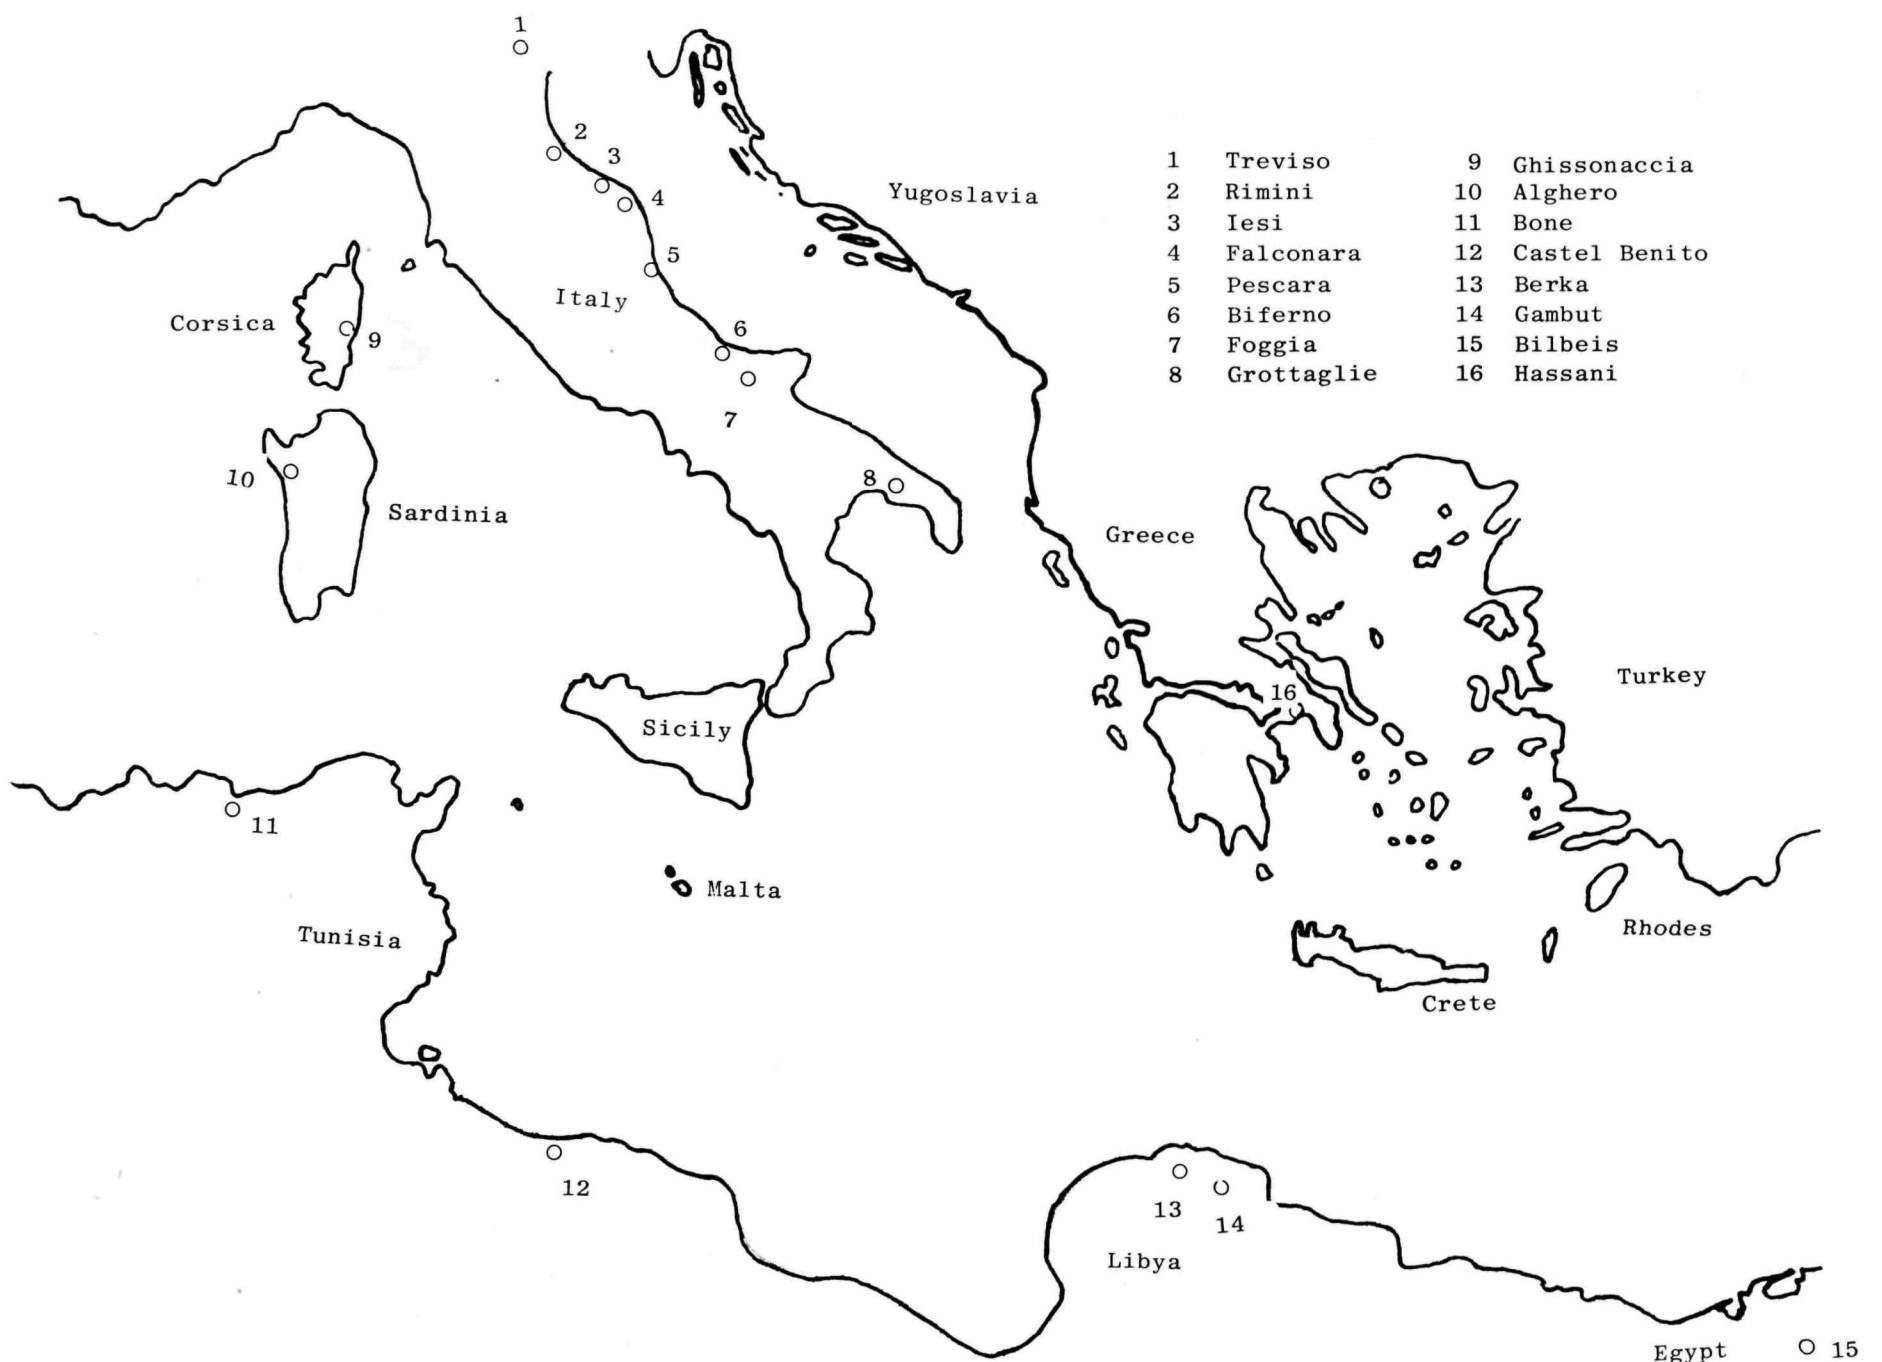 1
2
3
4
5
6
7
8
9
10
11
12
13
14
15
16
Yugoslavia
Italy
Corsica
Sardinia
Greece
Turkey
Sicily
Malta
Tunisia
Rhodes
Crete
Libya
Egypt
1 Treviso
2 Rimini
3 Iesi
4 Falconara
5 Pescara
6 Biferno
7 Foggia
8 Grottaglie
9 Ghissonaccia
10 Alghero
11 Bone
12 Castel Benito
13 Berka
14 Gambut
15 Bilbeis
16 Hassani